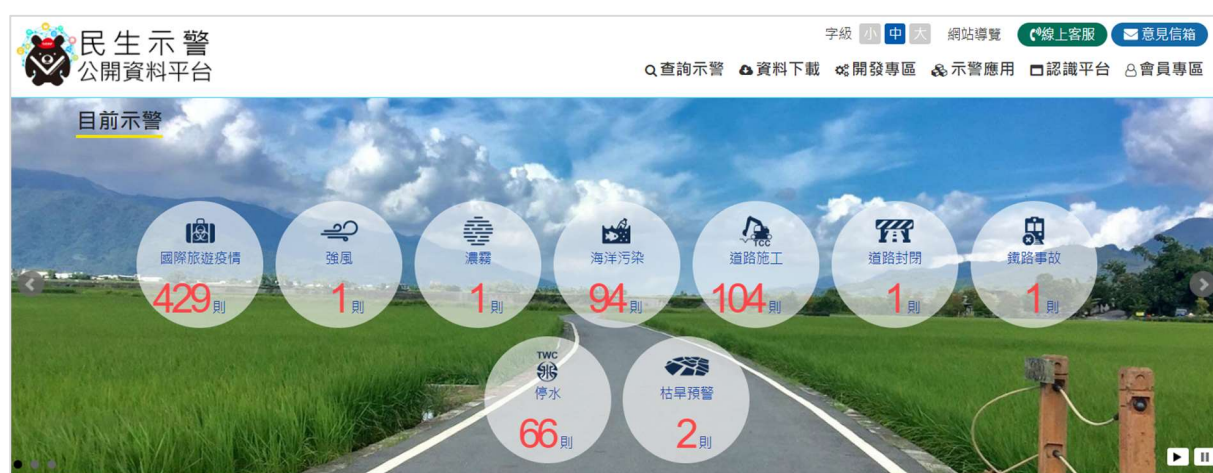 民生示警
公開資料平台
字級 小 中 大 網站導覽 線上客服 意見信箱
查詢示警 資料下載 開發專區 示警應用 認識平台 會員專區
目前示警
國際旅遊疫情
429則
強風
1則
濃霧
1則
海洋污染
94則
TCC
道路施工
104則
道路封閉
1則
鐵路事故
1則
TWC
停水
66則
枯旱預警
2則